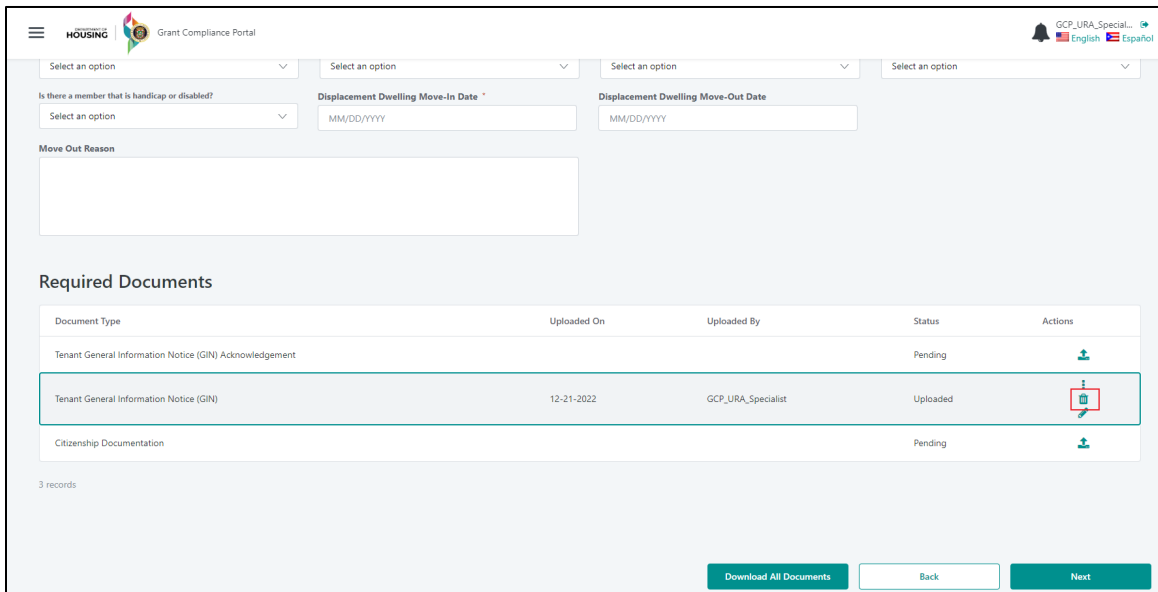 DEPARTMENT OF
HOUSING
Grant Compliance Portal
GCP_URA_Special...
English Español
Select an option Select an option Select an option Select an option
Is there a member that is handicap or disabled? Displacement Dwelling Move-In Date * Displacement Dwelling Move-Out Date
Select an option MM/DD/YYYY MM/DD/YYYY
Move Out Reason
Required Documents
Document Type Uploaded On Uploaded By Status Actions
Tenant General Information Notice (GIN) Acknowledgement Pending
Tenant General Information Notice (GIN) 12-21-2022 GCP_URA_Specialist Uploaded
Citizenship Documentation Pending
3 records
Download All Documents Back Next